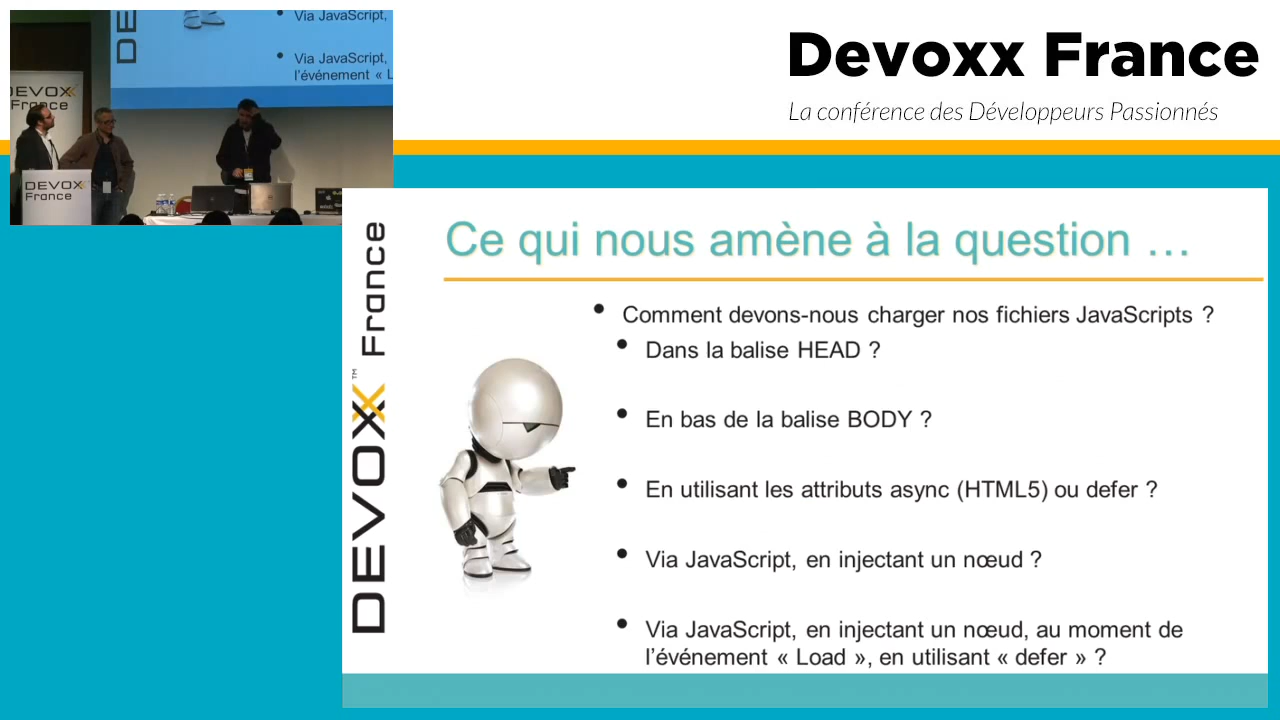 Devoxx France
La conférence des Développeurs Passionnés
DE
Via JavaScript,
Via JavaScript,
l'événement « L
DEVOXX
France
DEVOXX
France
DEVOXX™ France
Ce qui nous amène à la question …
• Comment devons-nous charger nos fichiers JavaScripts ?
• Dans la balise HEAD ?
• En bas de la balise BODY ?
• En utilisant les attributs async (HTML5) ou defer ?
• Via JavaScript, en injectant un nœud ?
• Via JavaScript, en injectant un nœud, au moment de
l'événement « Load », en utilisant « defer » ?